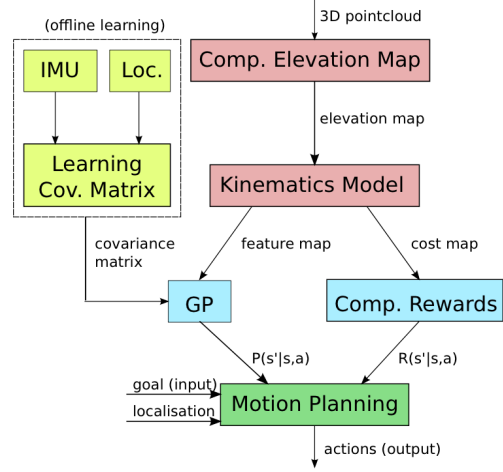 3D pointcloud
(offline learning)
IMU
Loc.
Comp. Elevation Map
elevation map
Learning
Cov. Matrix
Kinematics Model
covariance
matrix
feature map
cost map
GP
Comp. Rewards
P(s'|s,a)
R(s'|s,a)
goal (input)
localisation
Motion Planning
actions (output)